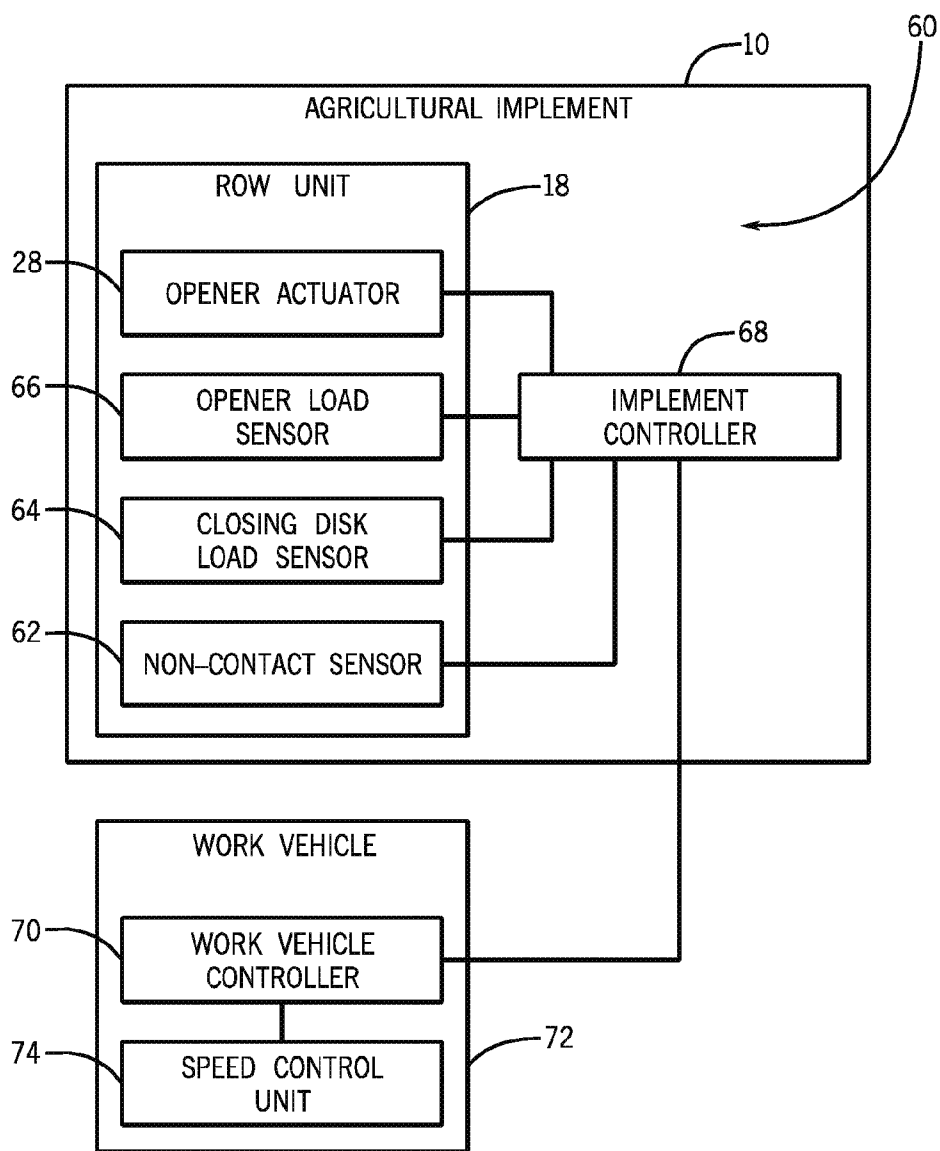 60
10
AGRICULTURAL IMPLEMENT
ROW UNIT
18
28
OPENER ACTUATOR
68
66
OPENER LOAD
SENSOR
IMPLEMENT
CONTROLLER
64
CLOSING DISK
LOAD SENSOR
62
NON-CONTACT SENSOR
WORK VEHICLE
70
WORK VEHICLE
CONTROLLER
74
SPEED CONTROL
UNIT
72